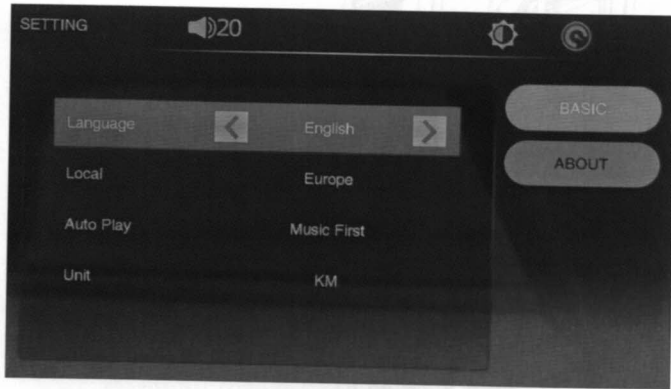 SETTING 20
Language English
BASIC
Local Europe
ABOUT
Auto Play Music First
Unit KM